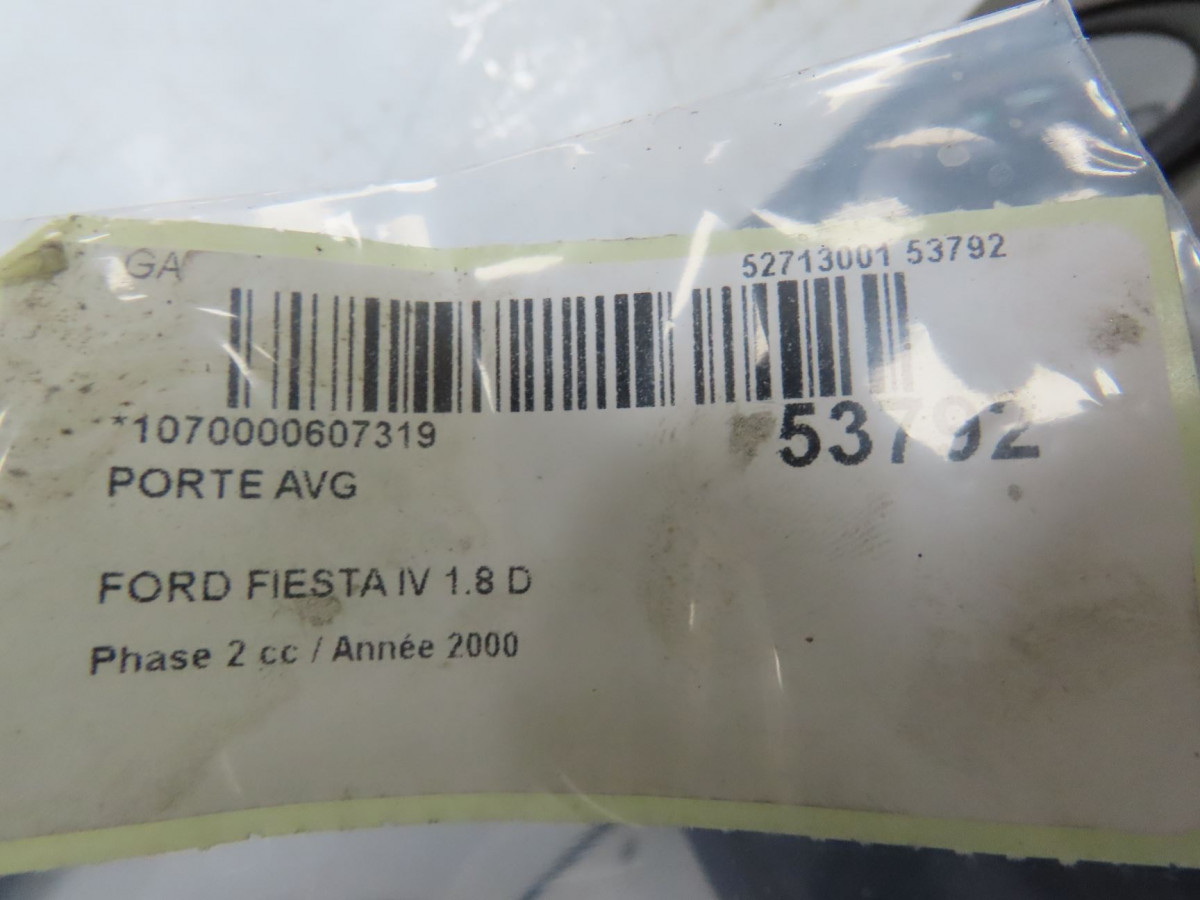 GA
52713001 53792
*1070000607319
53792
PORTE AVG
FORD FIESTA IV 1.8 D
Phase 2 cc / Année 2000